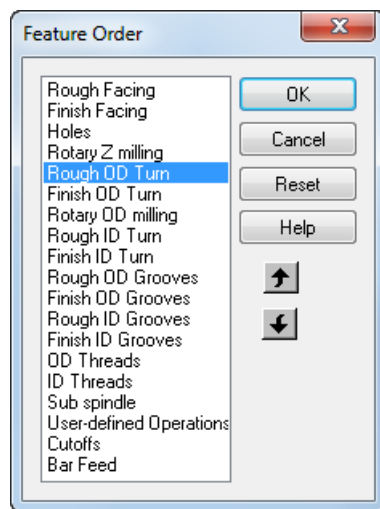 Feature Order
Rough Facing
Finish Facing
Holes
Rotary Z milling
Rough OD Turn
Finish OD Turn
Rotary OD milling
Rough ID Turn
Finish ID Turn
Rough OD Grooves
Finish OD Grooves
Rough ID Grooves
Finish ID Grooves
OD Threads
ID Threads
Sub spindle
User-defined Operations
Cutoffs
Bar Feed
OK
Cancel
Reset
Help